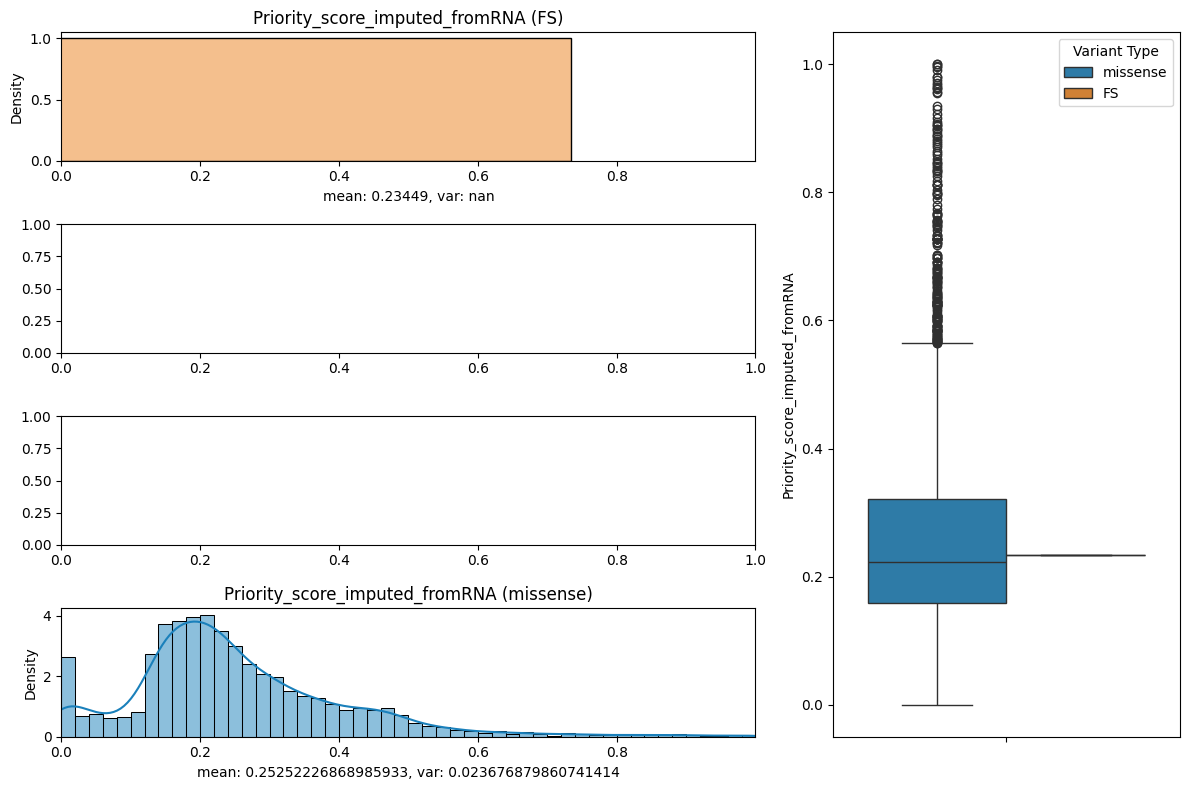 Priority_score_imputed_fromRNA (FS)
1.0
0.5
0.0
Density
0.0 0.2 0.4 0.6 0.8
mean: 0.23449, var: nan
1.00
0.75
0.50
0.25
0.00
0.0 0.2 0.4 0.6 0.8 1.0
1.00
0.75
0.50
0.25
0.00
0.0 0.2 0.4 0.6 0.8 1.0
Priority_score_imputed_fromRNA (missense)
4
2
0
Density
0.0 0.2 0.4 0.6 0.8
mean: 0.25252226868985933, var: 0.023676879860741414
Variant Type
missense
FS
1.0
0.8
0.6
0.4
0.2
0.0
Priority_score_imputed_fromRNA